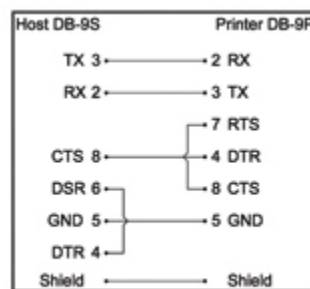 Host DB-9S Printer DB-9P
TX 3 2 RX
RX 2 3 TX
7 RTS
CTS 8 4 DTR
DSR 6 8 CTS
GND 5 5 GND
DTR 4
Shield Shield